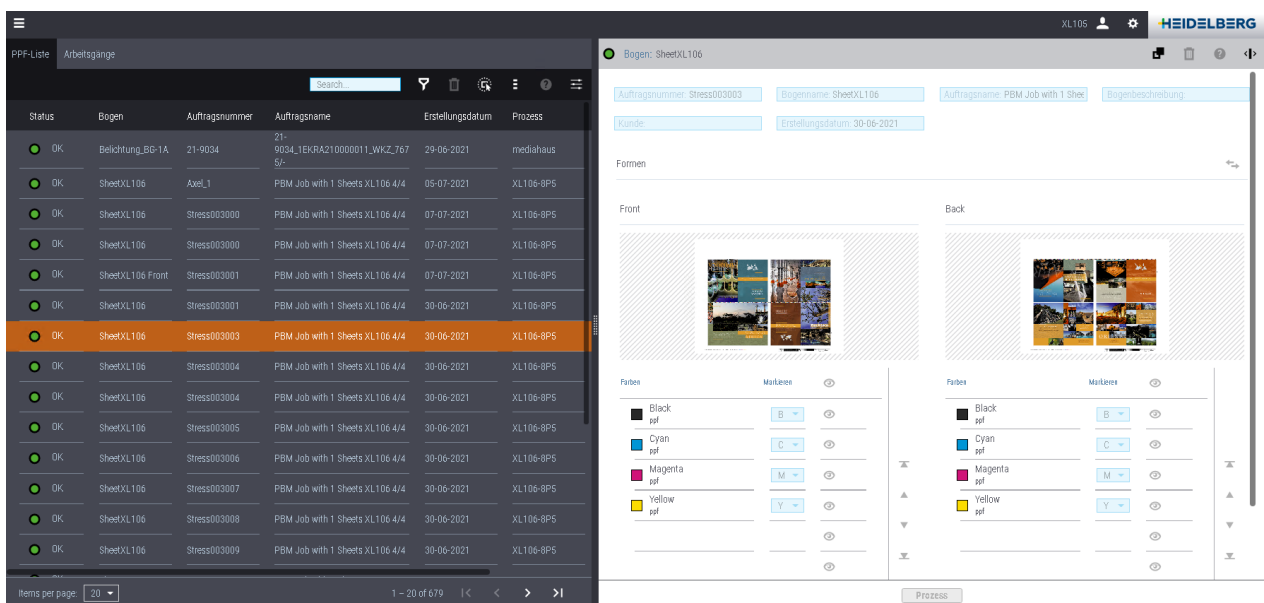 XL105
HEIDELBERG
PPF-Liste Arbeitsgänge
Search...
Status Bogen Auftragsnummer Auftragsname Erstellungsdatum Prozess
OK Belichtung_BG-1A 21-9034 21-
9034_1EKRA210000011_WKZ_767
5/- 29-06-2021 mediahaus
OK SheetXL106 Axel_1 PBM Job with 1 Sheets XL106 4/4 05-07-2021 XL106-8P5
OK SheetXL106 Stress003000 PBM Job with 1 Sheets XL106 4/4 07-07-2021 XL106-8P5
OK SheetXL106 Stress003000 PBM Job with 1 Sheets XL106 4/4 07-07-2021 XL106-8P5
OK SheetXL106 Front Stress003001 PBM Job with 1 Sheets XL106 4/4 07-07-2021 XL106-8P5
OK SheetXL106 Stress003001 PBM Job with 1 Sheets XL106 4/4 30-06-2021 XL106-8P5
OK SheetXL106 Stress003003 PBM Job with 1 Sheets XL106 4/4 30-06-2021 XL106-8P5
OK SheetXL106 Stress003004 PBM Job with 1 Sheets XL106 4/4 30-06-2021 XL106-8P5
OK SheetXL106 Stress003004 PBM Job with 1 Sheets XL106 4/4 30-06-2021 XL106-8P5
OK SheetXL106 Stress003005 PBM Job with 1 Sheets XL106 4/4 30-06-2021 XL106-8P5
OK SheetXL106 Stress003006 PBM Job with 1 Sheets XL106 4/4 30-06-2021 XL106-8P5
OK SheetXL106 Stress003007 PBM Job with 1 Sheets XL106 4/4 30-06-2021 XL106-8P5
OK SheetXL106 Stress003008 PBM Job with 1 Sheets XL106 4/4 30-06-2021 XL106-8P5
OK SheetXL106 Stress003009 PBM Job with 1 Sheets XL106 4/4 30-06-2021 XL106-8P5
Items per page: 20 1 – 20 of 679
Bogen: SheetXL106
Auftragsnummer: Stress003003 Bogenname: SheetXL106 Auftragsname: PBM Job with 1 Shee Bogenbeschreibung:
Kunde: Erstellungsdatum: 30-06-2021
Formen
Front Back
Farben Markieren Farben Markieren
Black B Black B
ppf ppf
Cyan C Cyan C
ppf ppf
Magenta M Magenta M
ppf ppf
Yellow Y Yellow Y
ppf ppf
Prozess